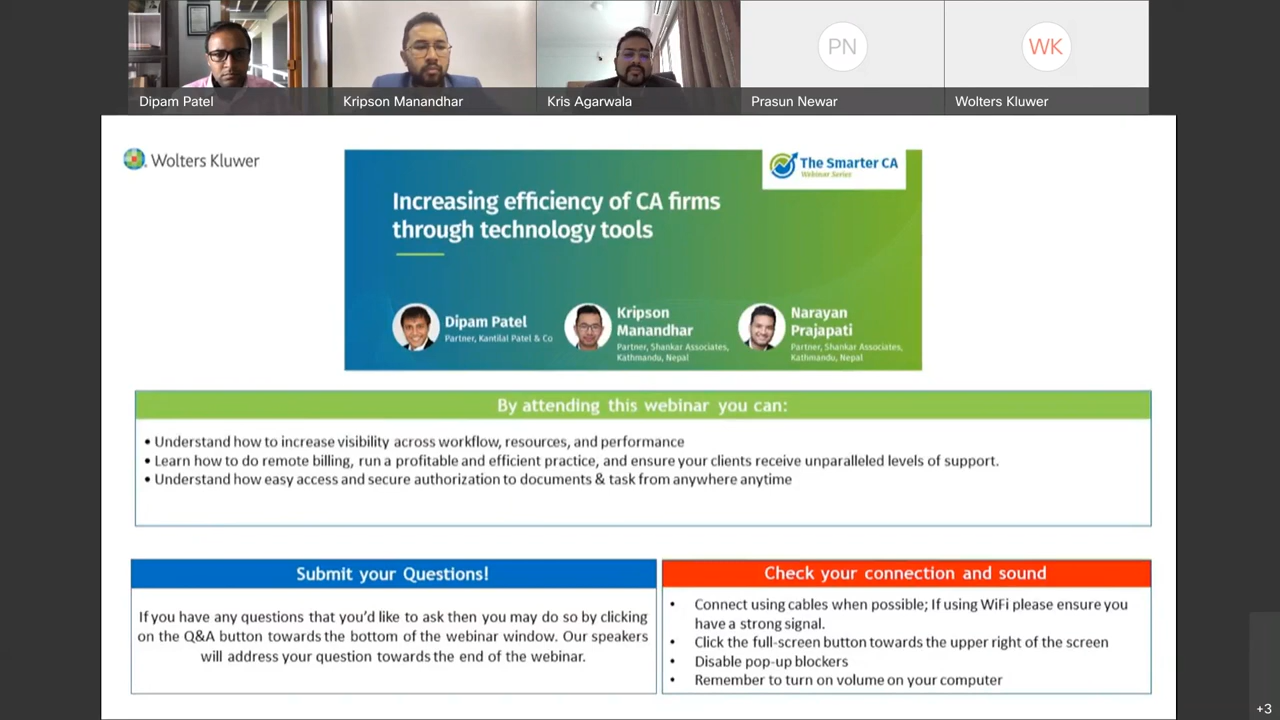 PN
WK
Dipam Patel
Kripson Manandhar
Kris Agarwala
Prasun Newar
Wolters Kluwer
Wolters Kluwer
The Smarter CA
Webinar Series
Increasing efficiency of CA firms
through technology tools
Dipam Patel
Partner, Kantilal Patel & Co
Kripson
Manandhar
Partner, Shankar Associates,
Kathmandu, Nepal
Narayan
Prajapati
Partner, Shankar Associates,
Kathmandu, Nepal
By attending this webinar you can:
• Understand how to increase visibility across workflow, resources, and performance
• Learn how to do remote billing, run a profitable and efficient practice, and ensure your clients receive unparalleled levels of support.
• Understand how easy access and secure authorization to documents & task from anywhere anytime
Submit your Questions!
If you have any questions that you'd like to ask then you may do so by clicking
on the Q&A button towards the bottom of the webinar window. Our speakers
will address your question towards the end of the webinar.
Check your connection and sound
• Connect using cables when possible; If using WiFi please ensure you
have a strong signal.
• Click the full-screen button towards the upper right of the screen
• Disable pop-up blockers
• Remember to turn on volume on your computer
+3